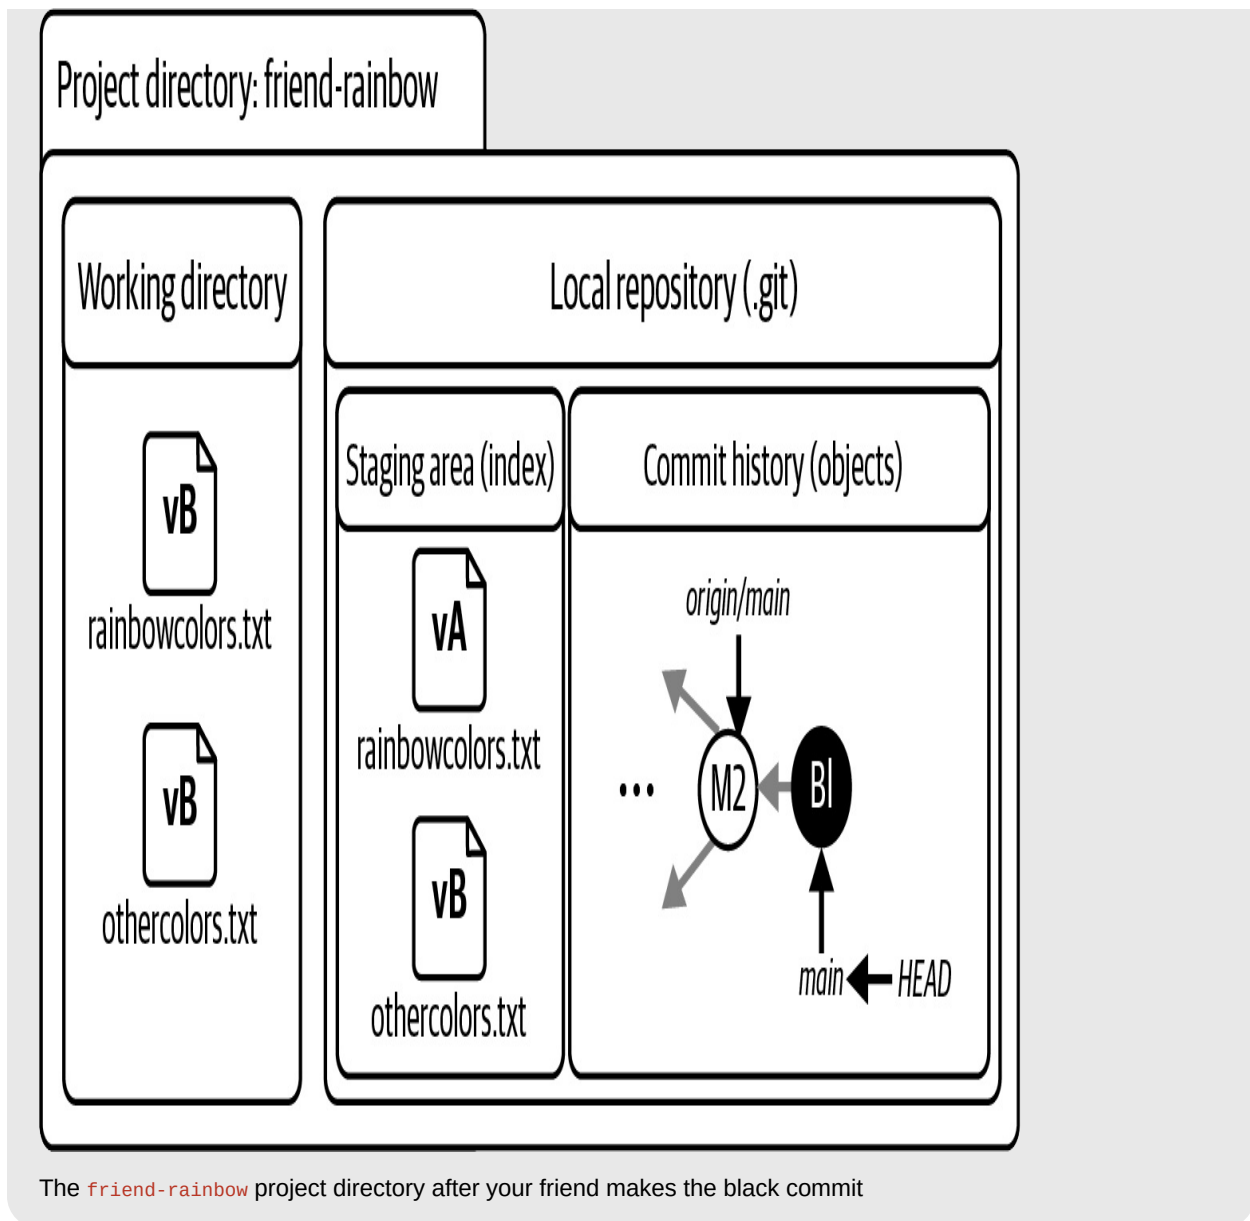 Project directory: friend-rainbow
Working directory
Local repository (.git)
Staging area (index)
Commit history (objects)
vB
rainbowcolors.txt
vB
othercolors.txt
vA
rainbowcolors.txt
vB
othercolors.txt
origin/main
... M2 Bl
main HEAD
The friend-rainbow project directory after your friend makes the black commit